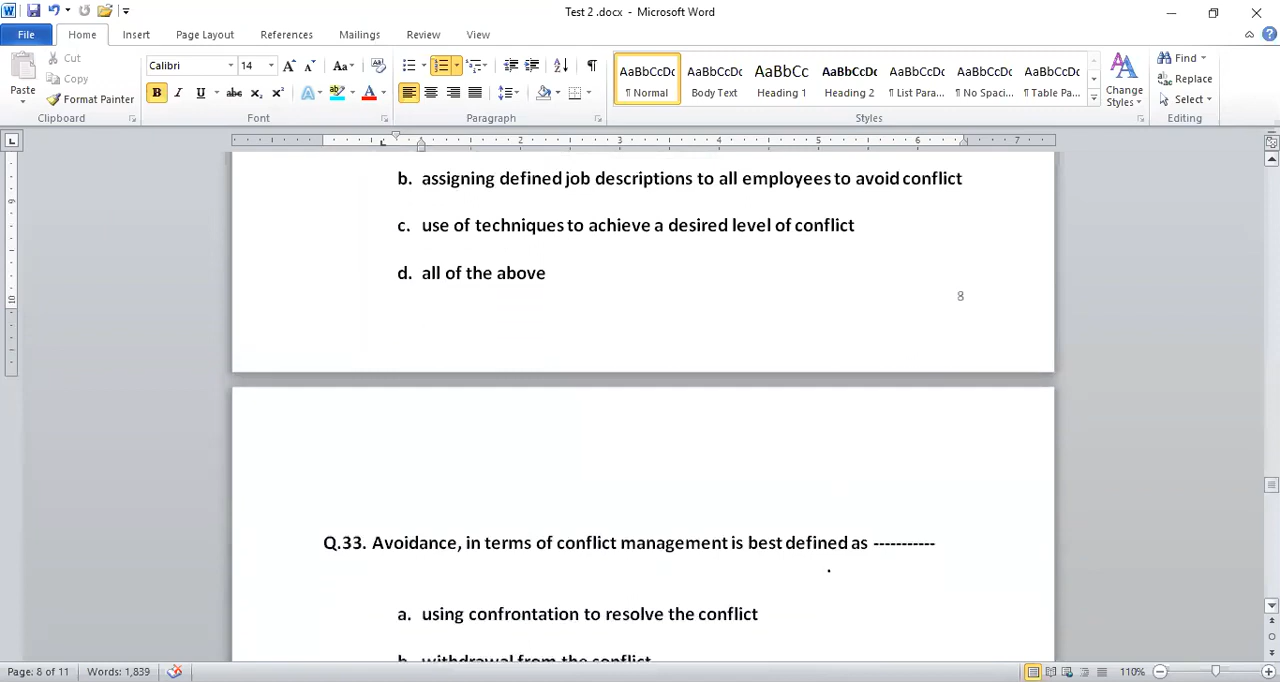 Test 2 .docx - Microsoft Word
File Home Insert Page Layout References Mailings Review View
Paste
Cut
Copy
Format Painter
Clipboard
Calibri 14
B I U abc
Font
Paragraph
AaBbCcDc AaBbCcDc AaBbCc AaBbCcDc AaBbCcDc AaBbCcDc AaBbCcDc
¶ Normal Body Text Heading 1 Heading 2 ¶ List Para... ¶ No Spaci... ¶ Table Pa...
Change
Styles
Styles
Find
Replace
Select
Editing
b. assigning defined job descriptions to all employees to avoid conflict
c. use of techniques to achieve a desired level of conflict
d. all of the above
8
Q.33. Avoidance, in terms of conflict management is best defined as -----------
.
a. using confrontation to resolve the conflict
b. withdrawal from the conflict
Page: 8 of 11 Words: 1,839 110%